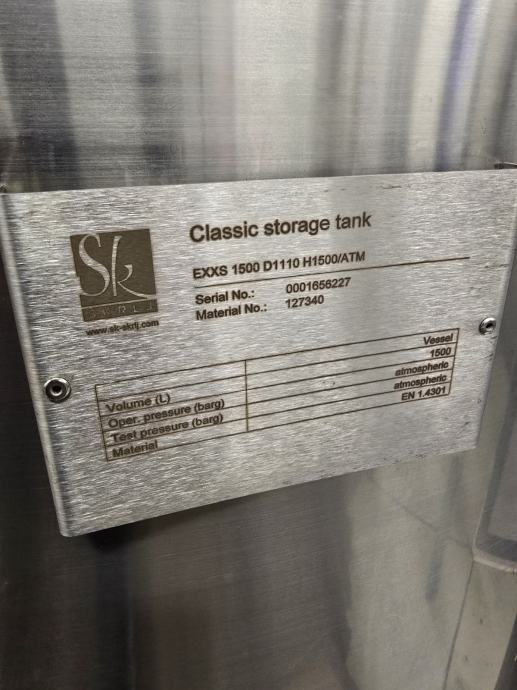 Sk
ŠKRLJ
www.sk-skrlj.com
Classic storage tank
EXXS 1500 D1110 H1500/ATM
Serial No.: 0001656227
Material No.: 127340
Vessel
Volume (L) 1500
Oper. pressure (barg) atmospheric
Test pressure (barg) atmospheric
Material EN 1.4301